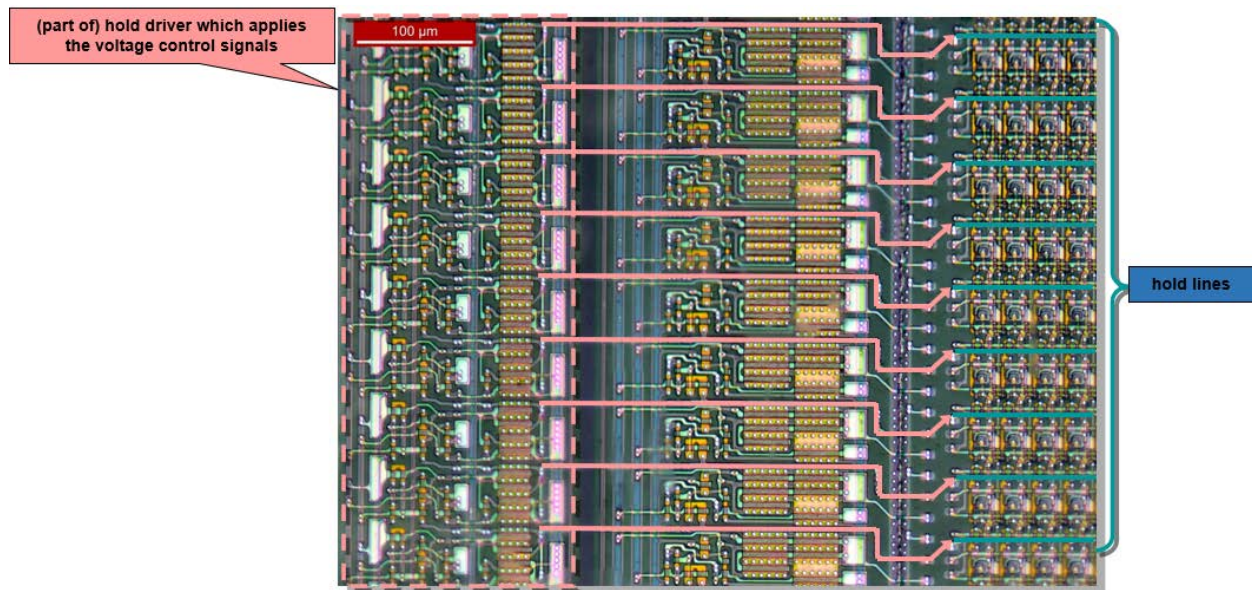 (part of) hold driver which applies
the voltage control signals
100 µm
hold lines